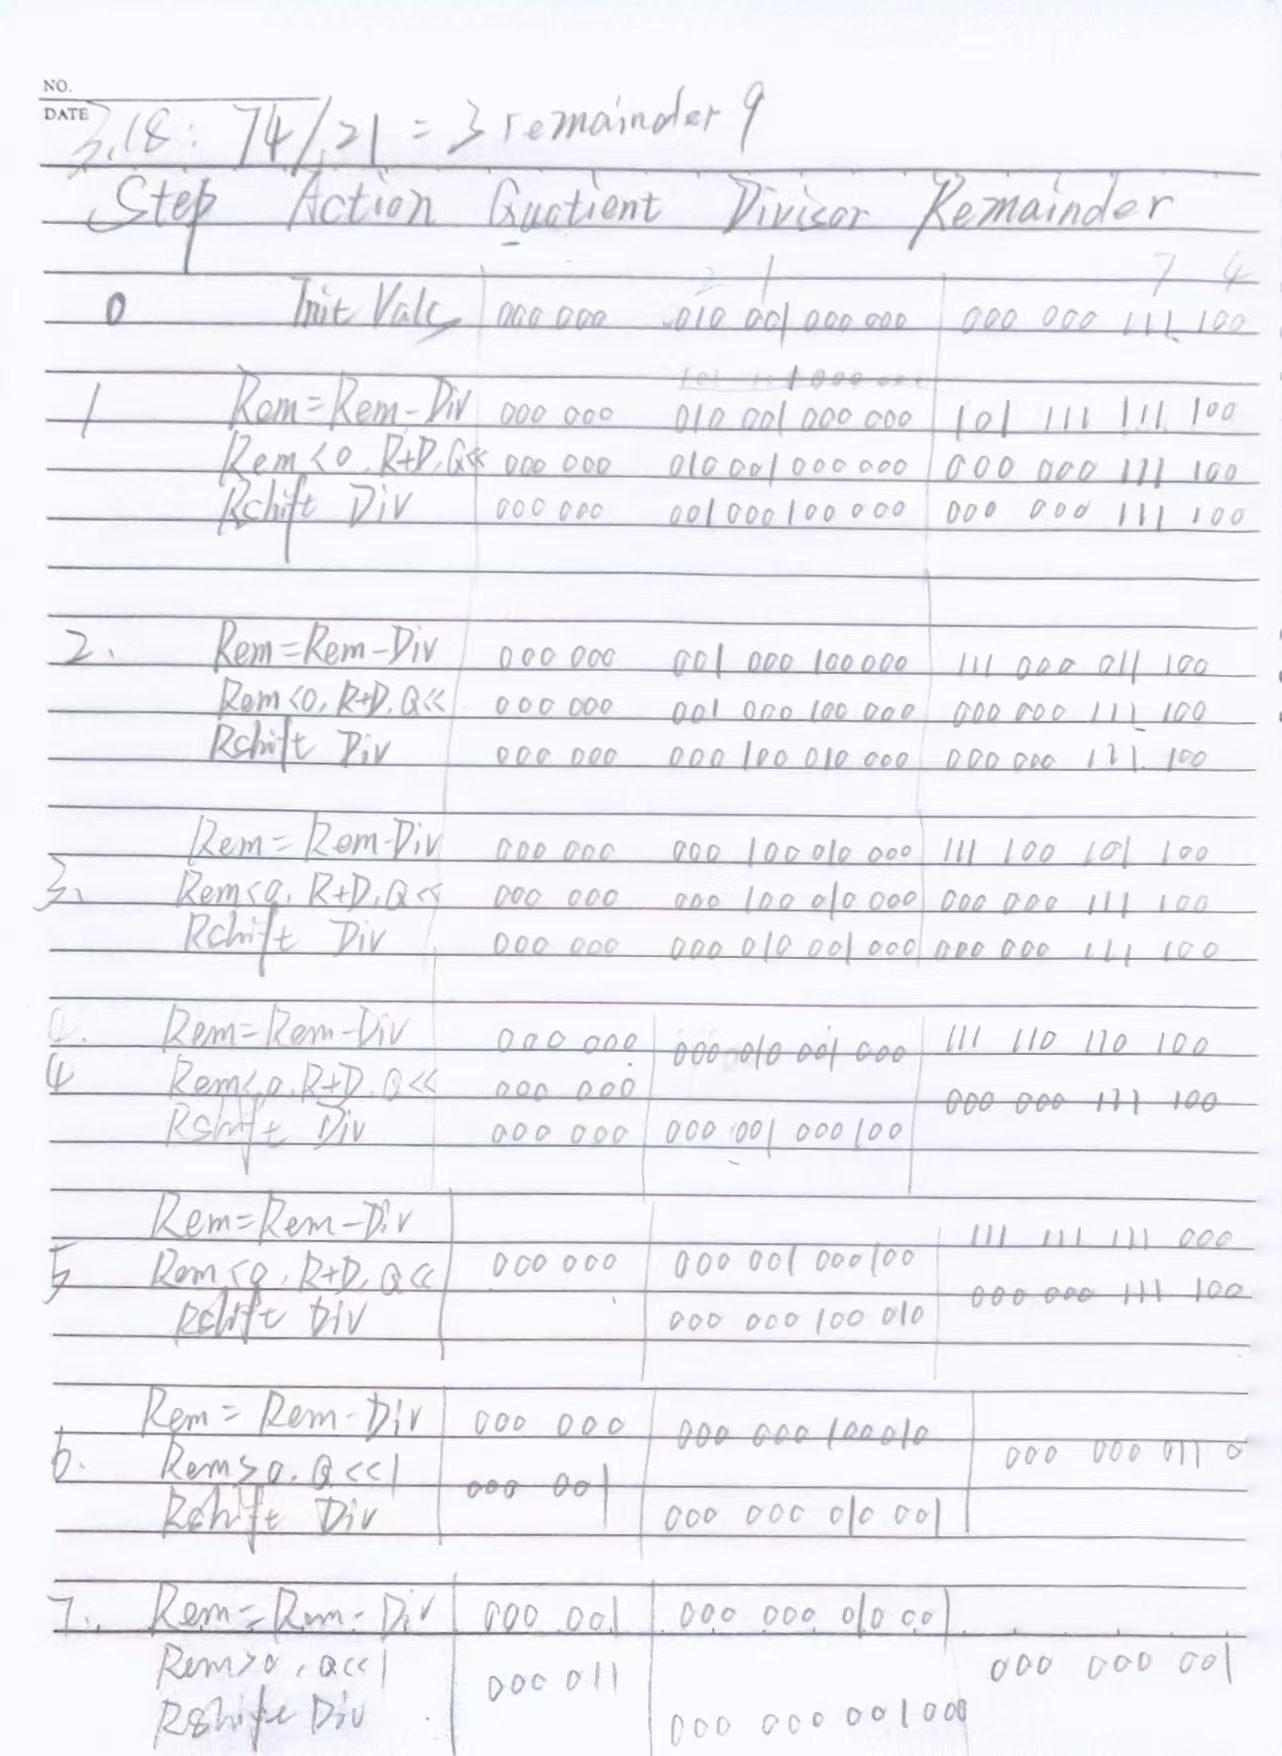 NO.
DATE
3.18: 74/21 = 3 remainder 9
Step Action Quotient Divisor Remainder
2 1 7 4
0 Init Vals 000 000 010 001 000 000 000 000 111 100
1 Rem=Rem-Div 000 000 010 001 000 000 101 111 111 100
Rem<0, R+D, Q<< 000 000 010 001 000 000 000 000 111 100
Rshift Div 000 000 001 000 100 000 000 000 111 100
2. Rem=Rem-Div 000 000 001 000 100 000 111 000 011 100
Rem<0, R+D, Q<< 000 000 001 000 100 000 000 000 111 100
Rshift Div 000 000 000 100 010 000 000 000 111 100
Rem=Rem-Div 000 000 000 100 010 000 111 100 101 100
3. Rem<0, R+D, Q<< 000 000 000 100 010 000 000 000 111 100
Rshift Div 000 000 000 010 001 000 000 000 111 100
Rem=Rem-Div 000 000 000 010 001 000 111 110 110 100
4 Rem<0, R+D, Q<< 000 000 000 000 111 100
Rshift Div 000 000 000 001 000 100
Rem=Rem-Div 111 111 111 000
5 Rem<0, R+D, Q<< 000 000 000 001 000 100 000 000 111 100
Rshift Div 000 000 100 010
Rem=Rem-Div 000 000 000 000 100 010 000 000 011 0
6. Rem>0, Q<<1 000 001
Rshift Div 000 000 010 001
7. Rem=Rem-Div 000 001 000 000 010 001
Rem>0, Q<<1 000 011 000 000 001
Rshift Div 000 000 001 000